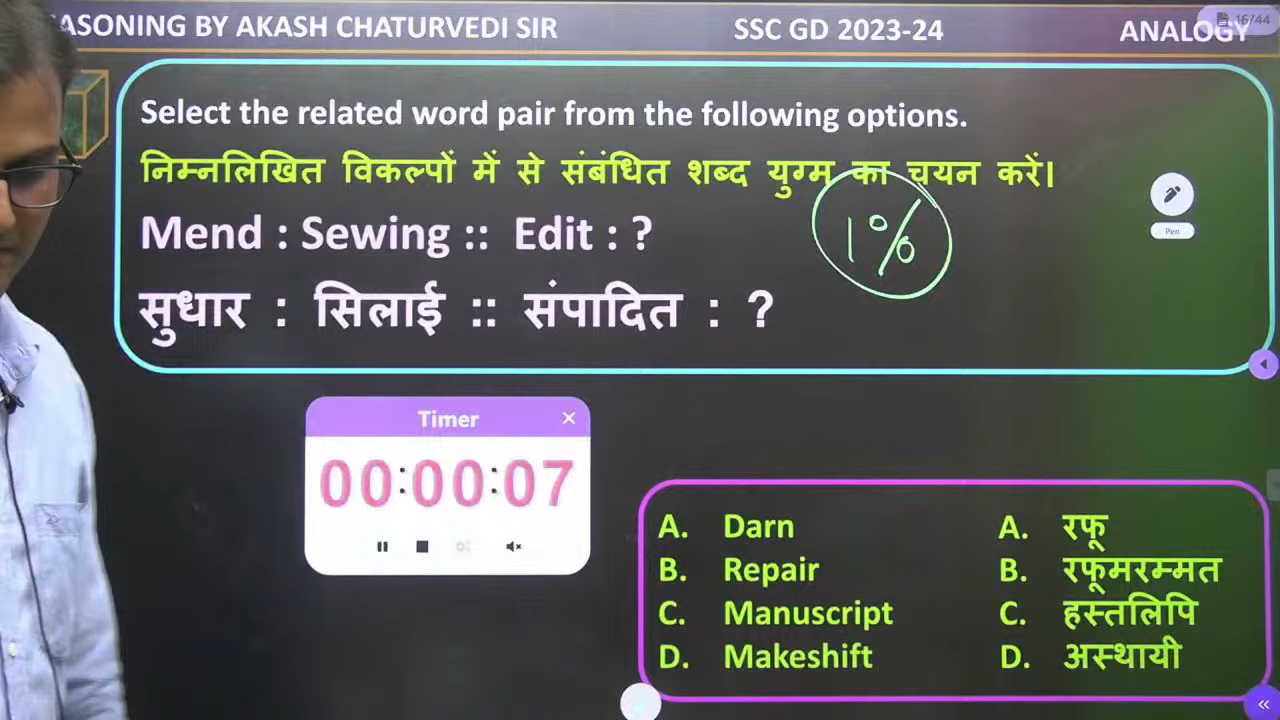 ASONING BY AKASH CHATURVEDI SIR SSC GD 2023-24 ANALOGY
16/44
Select the related word pair from the following options.
निम्नलिखित विकल्पों में से संबंधित शब्द युग्म का चयन करें।
Mend : Sewing :: Edit : ?
1%
Pen
सुधार : सिलाई :: संपादित : ?
Timer
00:00:07
A. Darn A. रफू
B. Repair B. रफूमरम्मत
C. Manuscript C. हस्तलिपि
D. Makeshift D. अस्थायी